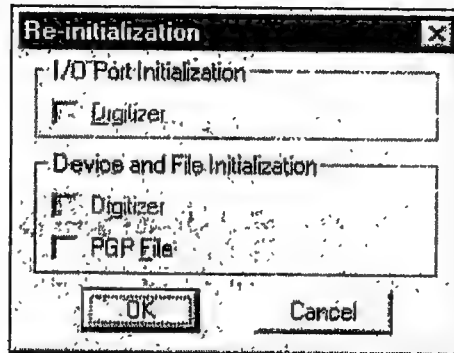 Re-initialization
I/O Port Initialization
Digitizer
Device and File Initialization
Digitizer
PGP File
OK
Cancel